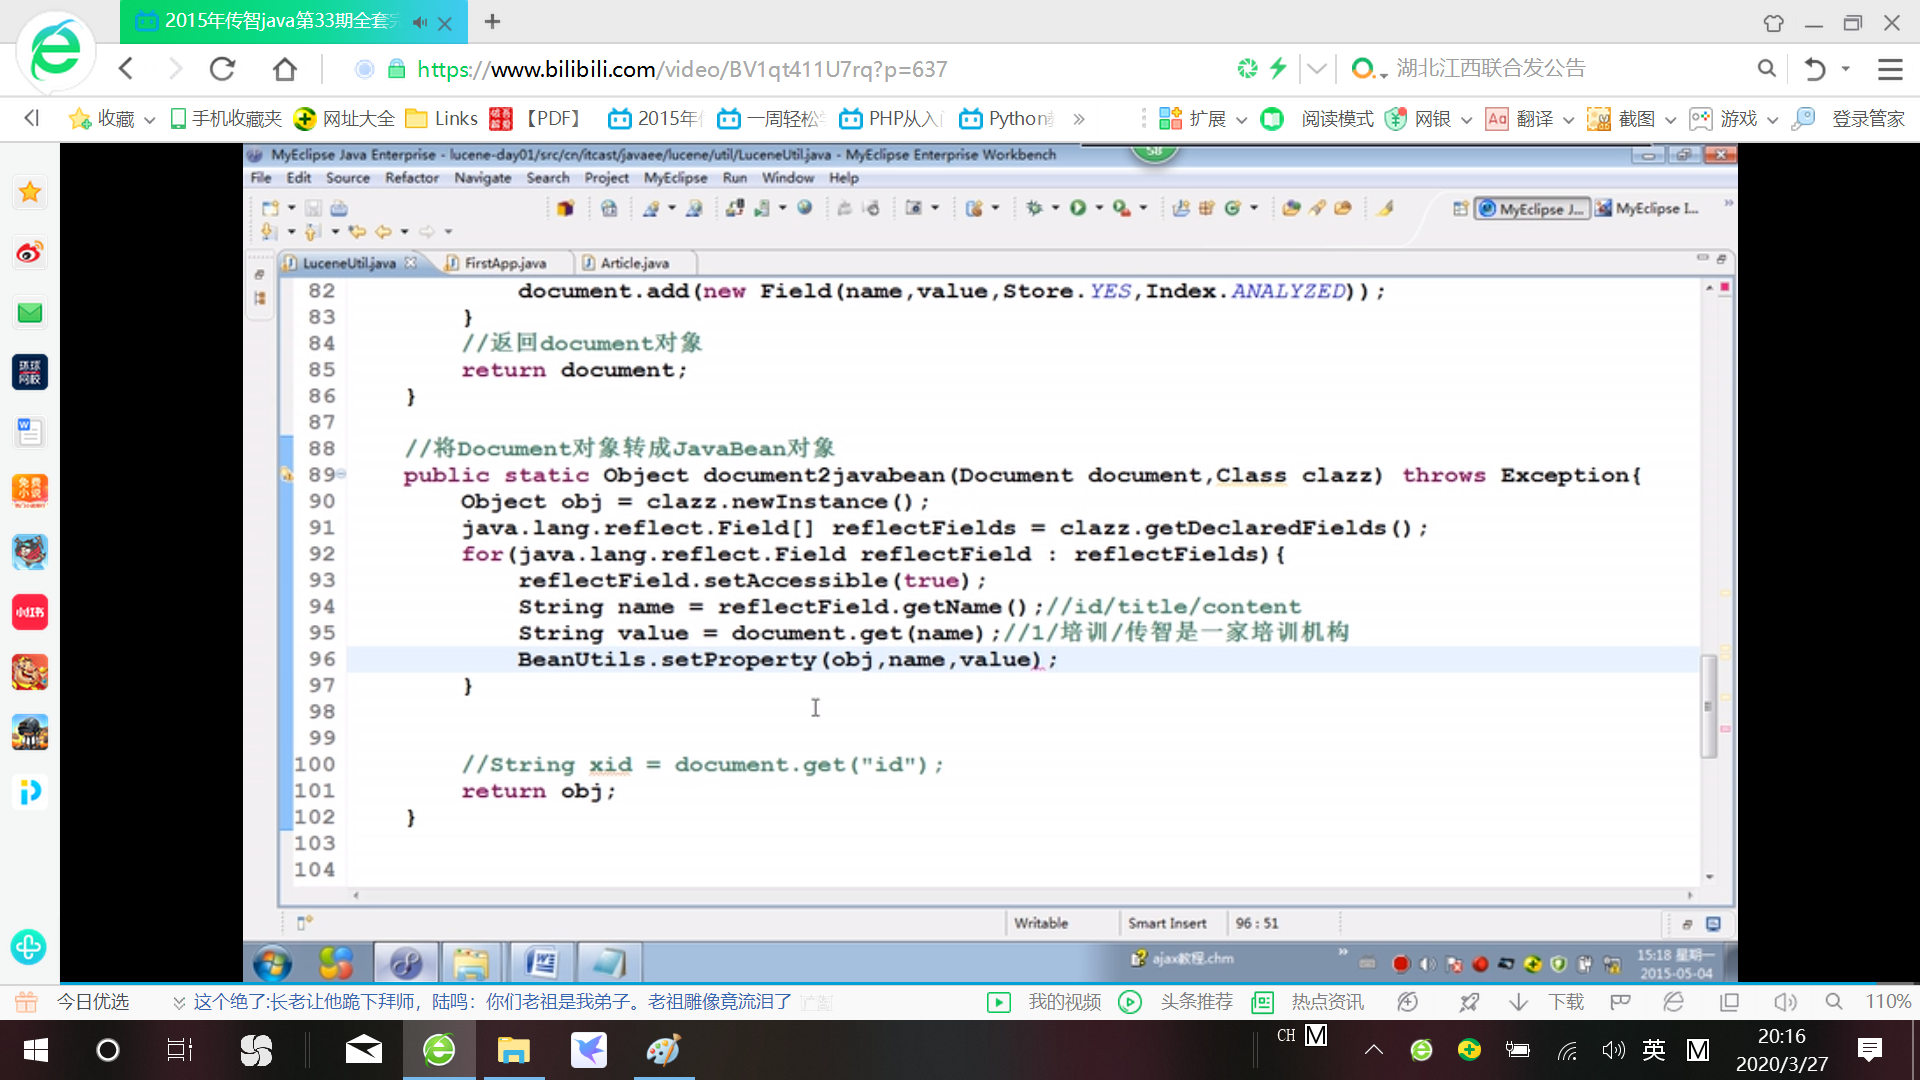 2015年传智java第33期全套完
https://www.bilibili.com/video/BV1qt411U7rq?p=637
湖北江西联合发公告
收藏
手机收藏夹
网址大全
Links
【PDF】
2015年
一周轻松
PHP从入门
Python
»
扩展
阅读模式
网银
翻译
截图
游戏
登录管家
MyEclipse Java Enterprise - lucene-day01/src/cn/itcast/javaee/lucene/util/LuceneUtil.java - MyEclipse Enterprise Workbench
58
File Edit Source Refactor Navigate Search Project MyEclipse Run Window Help
MyEclipse J...
MyEclipse I...
LuceneUtil.java
FirstApp.java
Article.java
82 document.add(new Field(name,value,Store.YES,Index.ANALYZED));
83 }
84 //返回document对象
85 return document;
86 }
87
88 //将Document对象转成JavaBean对象
89 public static Object document2javabean(Document document,Class clazz) throws Exception{
90 Object obj = clazz.newInstance();
91 java.lang.reflect.Field[] reflectFields = clazz.getDeclaredFields();
92 for(java.lang.reflect.Field reflectField : reflectFields){
93 reflectField.setAccessible(true);
94 String name = reflectField.getName();//id/title/content
95 String value = document.get(name);//1/培训/传智是一家培训机构
96 BeanUtils.setProperty(obj,name,value);
97 }
98
99
100 //String xid = document.get("id");
101 return obj;
102 }
103
104
Writable
Smart Insert
96 : 51
环球网校
免费小说
小红书
ajax教程.chm
15:18 星期一
2015-05-04
今日优选
这个绝了:长老让他跪下拜师，陆鸣：你们老祖是我弟子。老祖雕像竟流泪了
广告
我的视频
头条推荐
热点资讯
下载
110%
CH M
英
M
20:16
2020/3/27